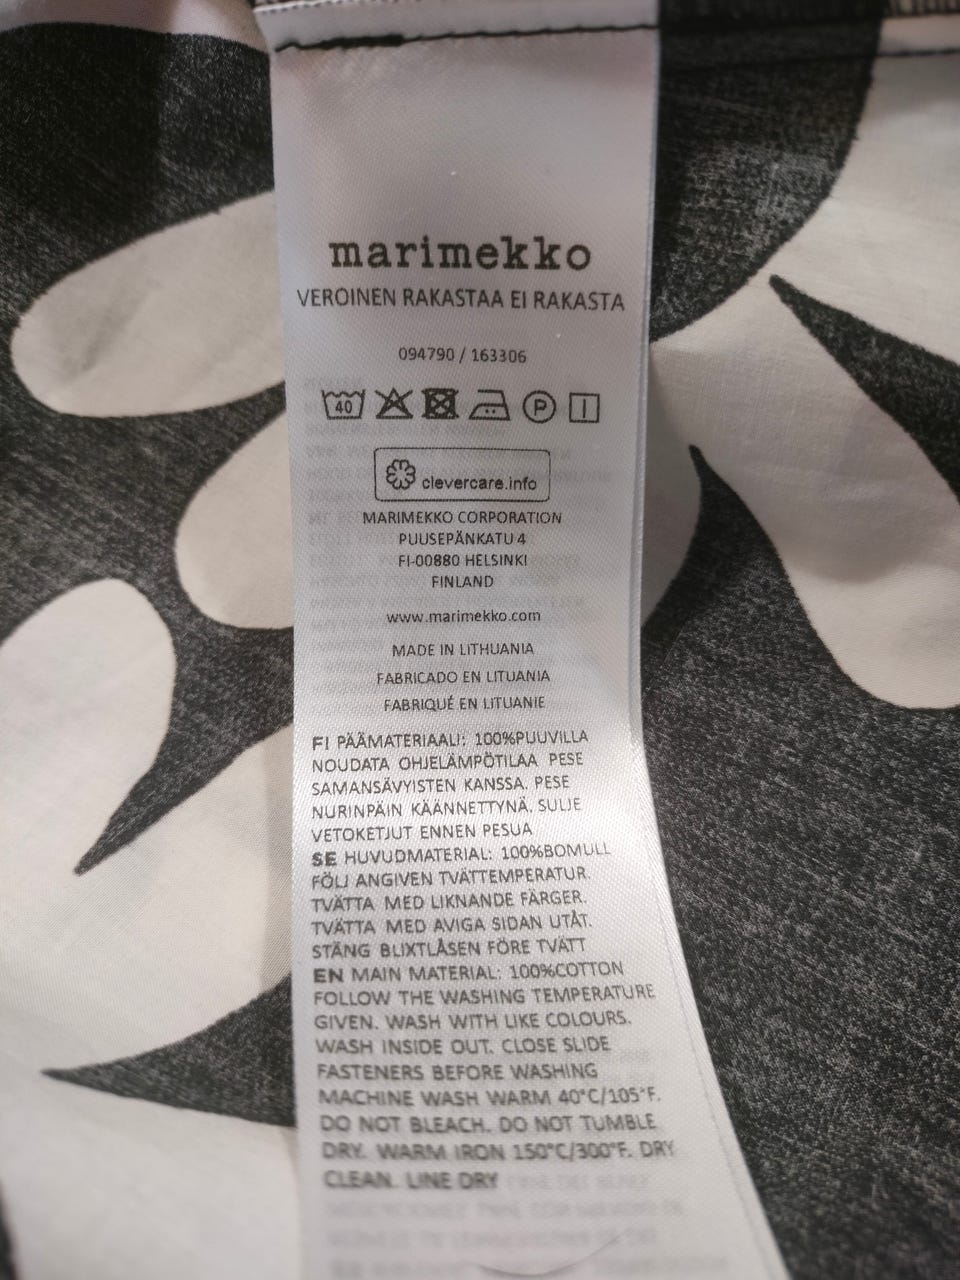 marimekko
VEROINEN RAKASTAA EI RAKASTA
094790 / 163306
40 P
clevercare.info
MARIMEKKO CORPORATION
PUUSEPÄNKATU 4
FI-00880 HELSINKI
FINLAND
www.marimekko.com
MADE IN LITHUANIA
FABRICADO EN LITUANIA
FABRIQUÉ EN LITUANIE
FI PÄÄMATERIAALI: 100%PUUVILLA
NOUDATA OHJELÄMPÖTILAA PESE
SAMANSÄVYISTEN KANSSA. PESE
NURINPÄIN KÄÄNNETTYNÄ. SULJE
VETOKETJUT ENNEN PESUA
SE HUVUDMATERIAL: 100%BOMULL
FÖLJ ANGIVEN TVÄTTEMPERATUR.
TVÄTTA MED LIKNANDE FÄRGER.
TVÄTTA MED AVIGA SIDAN UTÅT.
STÄNG BLIXTLÅSEN FÖRE TVÄTT
EN MAIN MATERIAL: 100%COTTON
FOLLOW THE WASHING TEMPERATURE
GIVEN. WASH WITH LIKE COLOURS.
WASH INSIDE OUT. CLOSE SLIDE
FASTENERS BEFORE WASHING
MACHINE WASH WARM 40°C/105°F.
DO NOT BLEACH. DO NOT TUMBLE
DRY. WARM IRON 150°C/300°F. DRY
CLEAN. LINE DRY